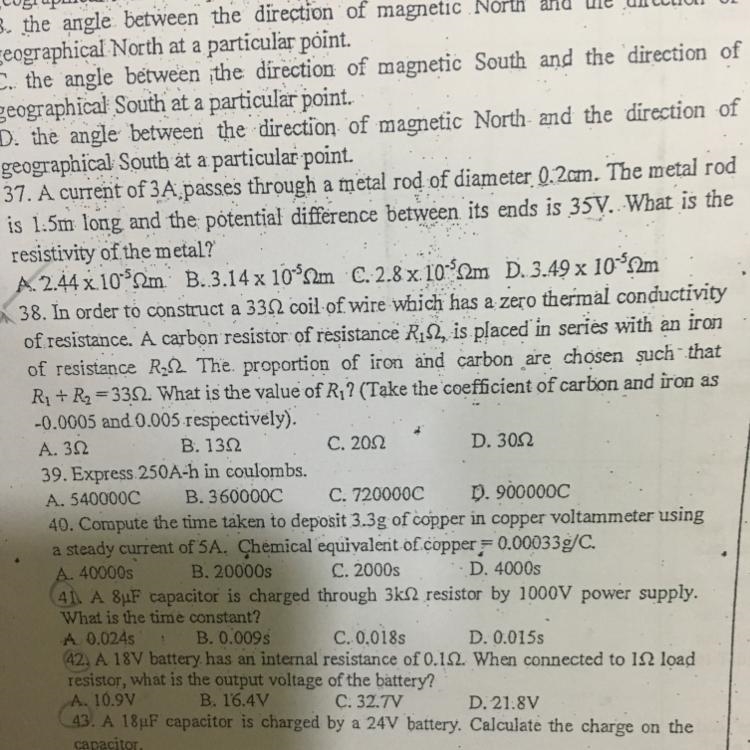 B. the angle between the direction of magnetic North and the direction of
geographical North at a particular point.
C. the angle between the direction of magnetic South and the direction of
geographical South at a particular point.
D. the angle between the direction of magnetic North and the direction of
geographical South at a particular point.
37. A current of 3A passes through a metal rod of diameter 0.2cm. The metal rod
is 1.5m long and the potential difference between its ends is 35V. What is the
resistivity of the metal?
A. 2.44 x 10⁻⁵Ωm B. 3.14 x 10⁻⁵Ωm C. 2.8 x 10⁻⁵Ωm D. 3.49 x 10⁻⁵Ωm
38. In order to construct a 33Ω coil of wire which has a zero thermal conductivity
of resistance. A carbon resistor of resistance R₁Ω, is placed in series with an iron
of resistance R₂Ω The proportion of iron and carbon are chosen such that
R₁ + R₂ = 33Ω. What is the value of R₁? (Take the coefficient of carbon and iron as
-0.0005 and 0.005 respectively).
A. 3Ω B. 13Ω C. 20Ω D. 30Ω
39. Express 250A-h in coulombs.
A. 540000C B. 360000C C. 720000C D. 900000C
40. Compute the time taken to deposit 3.3g of copper in copper voltammeter using
a steady current of 5A. Chemical equivalent of copper = 0.00033g/C.
A. 40000s B. 20000s C. 2000s D. 4000s
41. A 8μF capacitor is charged through 3kΩ resistor by 1000V power supply.
What is the time constant?
A 0.024s B. 0.009s C. 0.018s D. 0.015s
42. A 18V battery has an internal resistance of 0.1Ω. When connected to 1Ω load
resistor, what is the output voltage of the battery?
A. 10.9V B. 16.4V C. 32.7V D. 21.8V
43. A 18μF capacitor is charged by a 24V battery. Calculate the charge on the
capacitor.